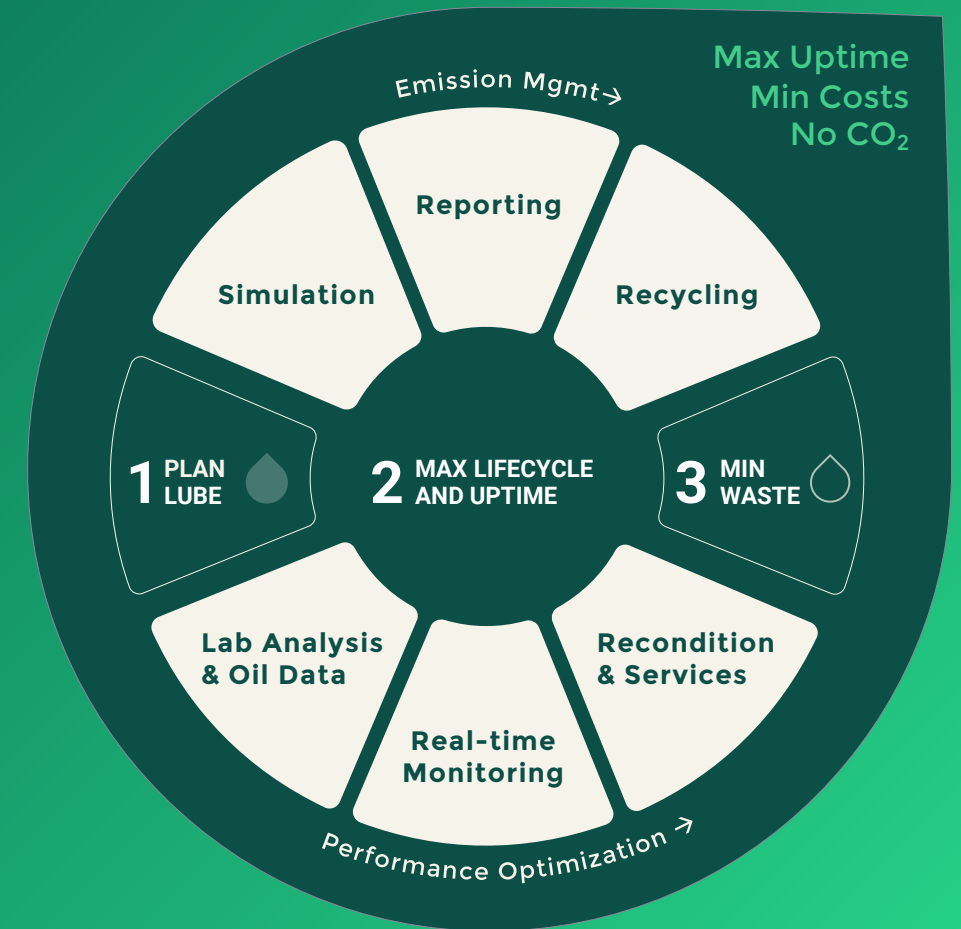 Max Uptime
Min Costs
No CO₂
Emission Mgmt→
Reporting
Simulation
Recycling
1 PLAN
LUBE
2 MAX LIFECYCLE
AND UPTIME
3 MIN
WASTE
Lab Analysis
& Oil Data
Recondition
& Services
Real-time
Monitoring
Performance Optimization →